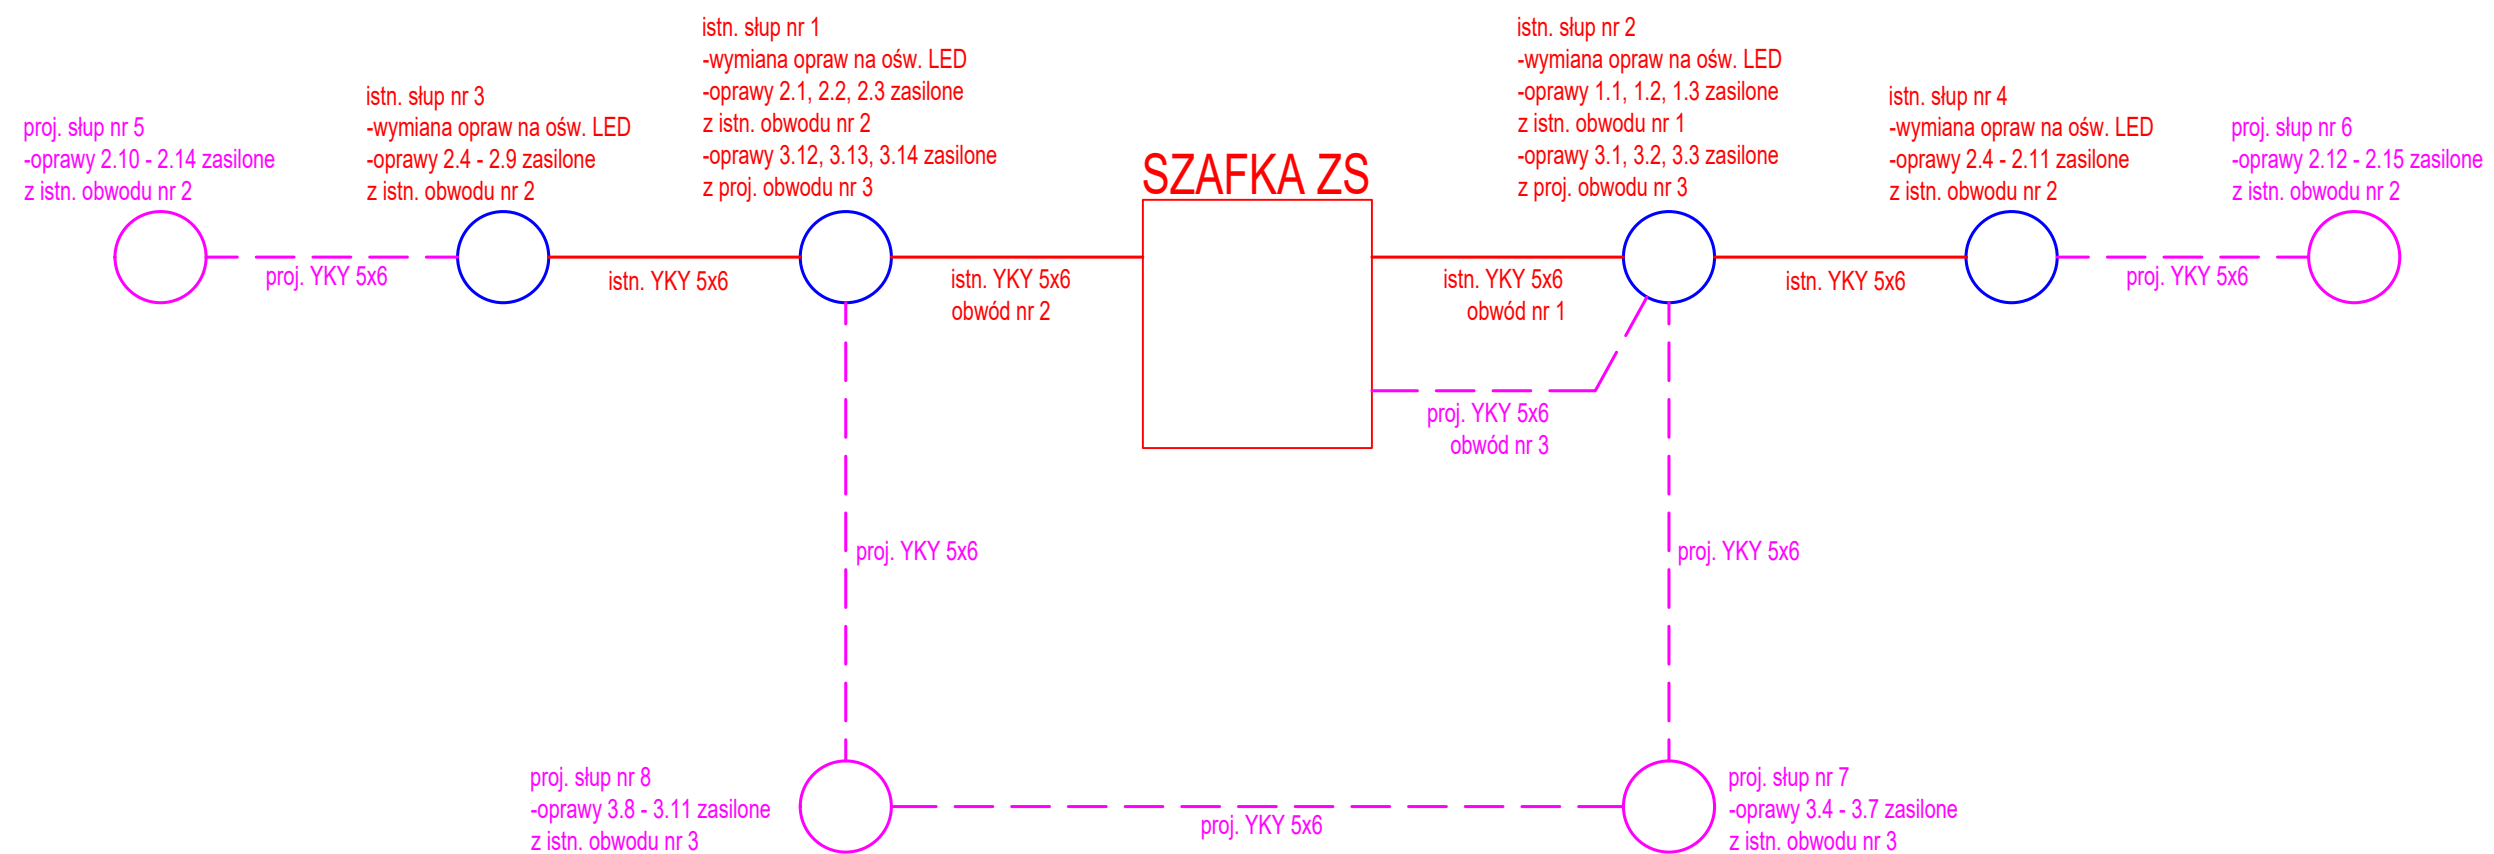 istn. słup nr 1
-wymiana opraw na ośw. LED
-oprawy 2.1, 2.2, 2.3 zasilone
z istn. obwodu nr 2
-oprawy 3.12, 3.13, 3.14 zasilone
z proj. obwodu nr 3
istn. słup nr 2
-wymiana opraw na ośw. LED
-oprawy 1.1, 1.2, 1.3 zasilone
z istn. obwodu nr 1
-oprawy 3.1, 3.2, 3.3 zasilone
z proj. obwodu nr 3
istn. słup nr 3
-wymiana opraw na ośw. LED
-oprawy 2.4 - 2.9 zasilone
z istn. obwodu nr 2
istn. słup nr 4
-wymiana opraw na ośw. LED
-oprawy 2.4 - 2.11 zasilone
z istn. obwodu nr 2
proj. słup nr 5
-oprawy 2.10 - 2.14 zasilone
z istn. obwodu nr 2
proj. słup nr 6
-oprawy 2.12 - 2.15 zasilone
z istn. obwodu nr 2
SZAFKA ZS
proj. YKY 5x6
istn. YKY 5x6
istn. YKY 5x6
obwód nr 2
istn. YKY 5x6
obwód nr 1
istn. YKY 5x6
proj. YKY 5x6
proj. YKY 5x6
obwód nr 3
proj. YKY 5x6
proj. YKY 5x6
proj. słup nr 8
-oprawy 3.8 - 3.11 zasilone
z istn. obwodu nr 3
proj. YKY 5x6
proj. słup nr 7
-oprawy 3.4 - 3.7 zasilone
z istn. obwodu nr 3